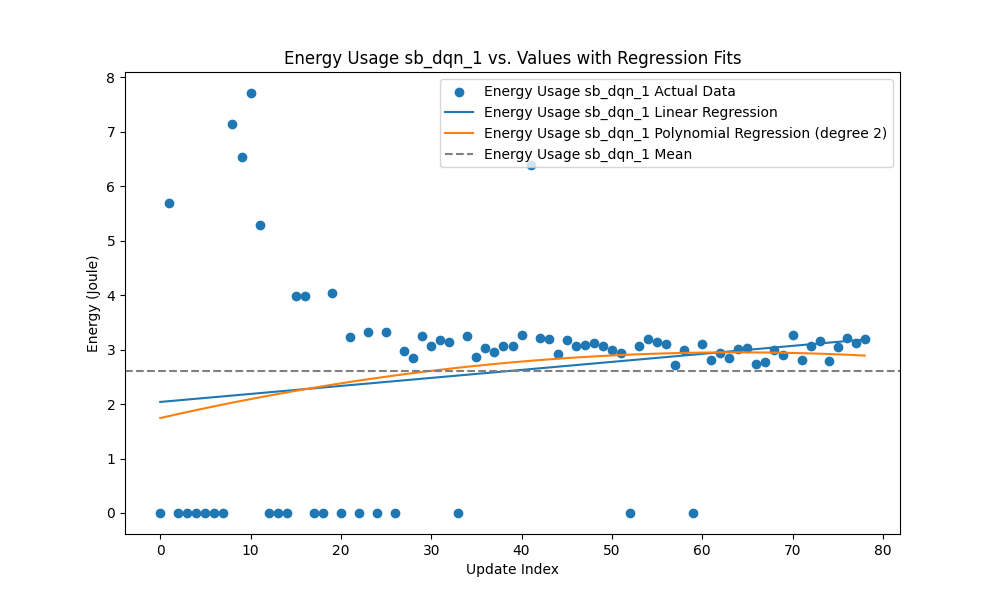 Energy Usage sb_dqn_1 vs. Values with Regression Fits
Energy Usage sb_dqn_1 Actual Data
Energy Usage sb_dqn_1 Linear Regression
Energy Usage sb_dqn_1 Polynomial Regression (degree 2)
Energy Usage sb_dqn_1 Mean
8
7
6
5
4
3
2
1
0
Energy (Joule)
0 10 20 30 40 50 60 70 80
Update Index